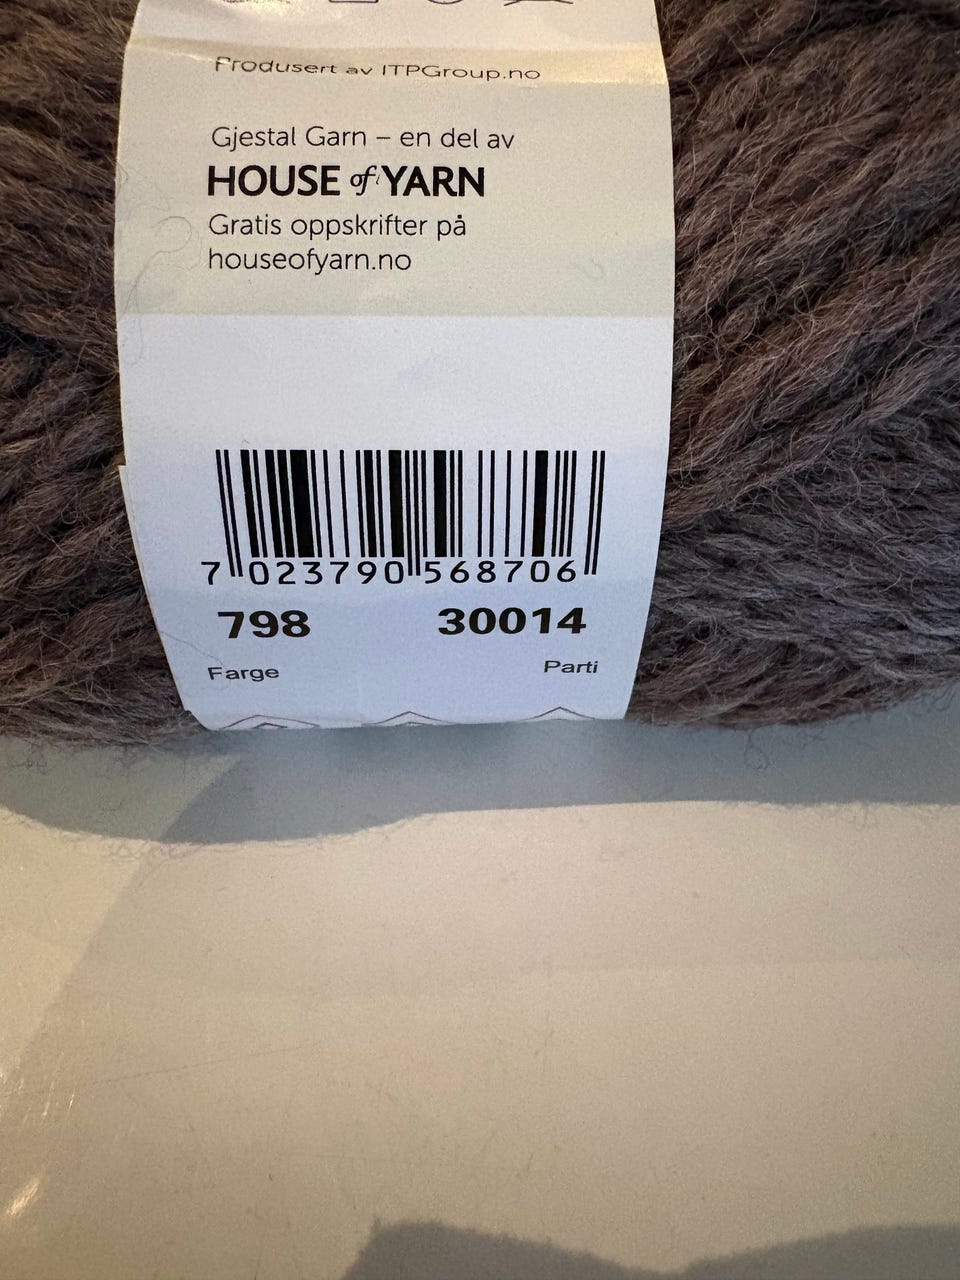 Produsert av ITPGroup.no
Gjestal Garn – en del av
HOUSE of YARN
Gratis oppskrifter på
houseofyarn.no
7 023790 568706
798 30014
Farge Parti